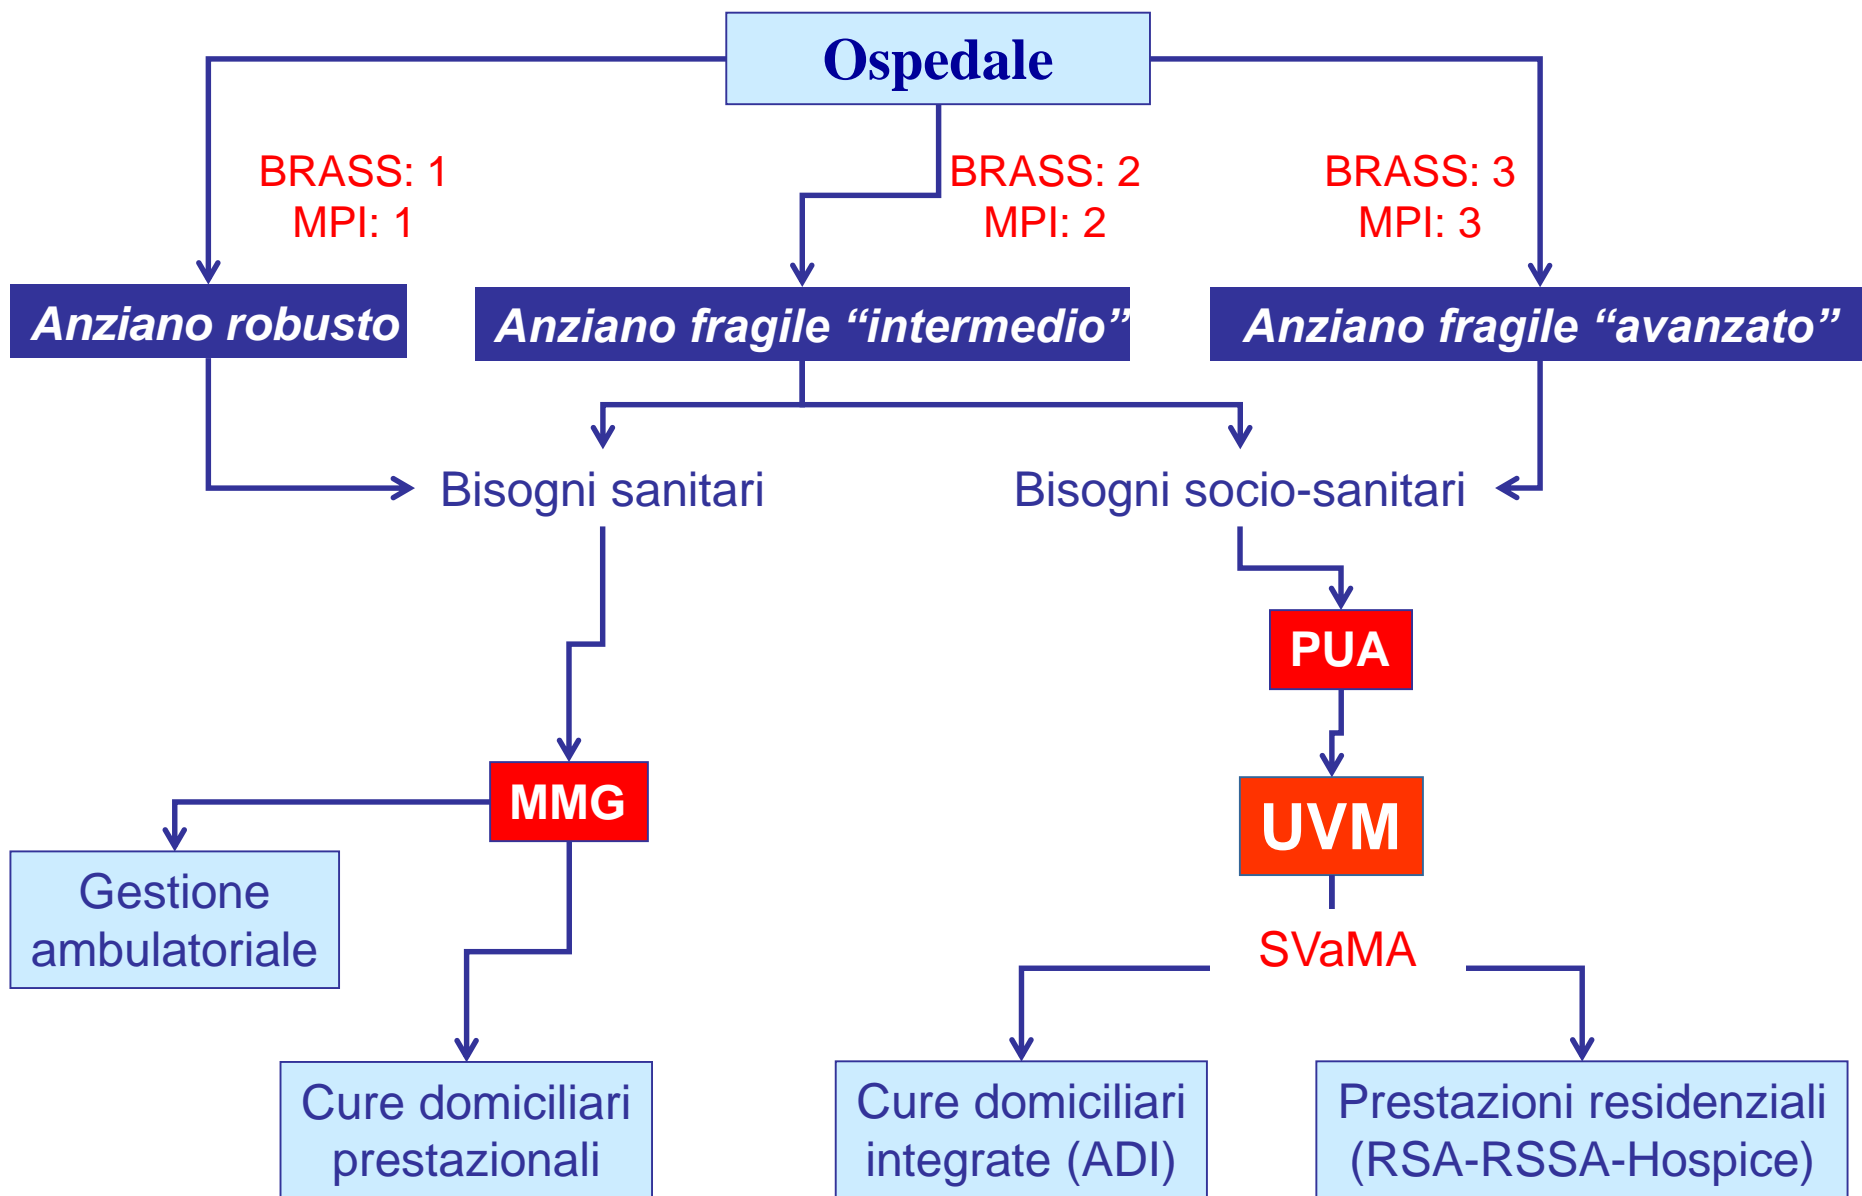 Ospedale
BRASS: 1
MPI: 1
BRASS: 2
MPI: 2
BRASS: 3
MPI: 3
Anziano robusto
Anziano fragile “intermedio”
Anziano fragile “avanzato”
Bisogni sanitari
Bisogni socio-sanitari
PUA
MMG
UVM
Gestione
ambulatoriale
SVaMA
Cure domiciliari
prestazionali
Cure domiciliari
integrate (ADI)
Prestazioni residenziali
(RSA-RSSA-Hospice)